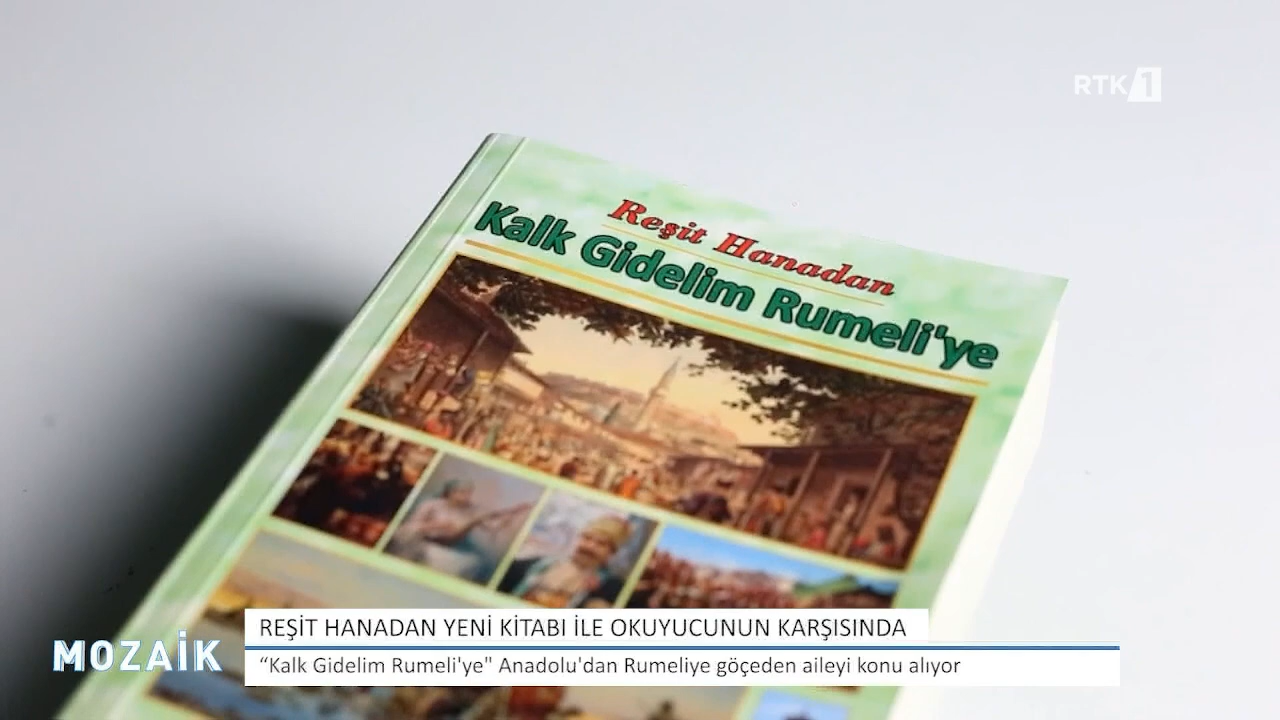 RTK 1
Reşit Hanadan
Kalk Gidelim Rumeli'ye
MOZAİK
REŞİT HANADAN YENİ KİTABI İLE OKUYUCUNUN KARŞISINDA
“Kalk Gidelim Rumeli'ye" Anadolu'dan Rumeliye göçeden aileyi konu alıyor